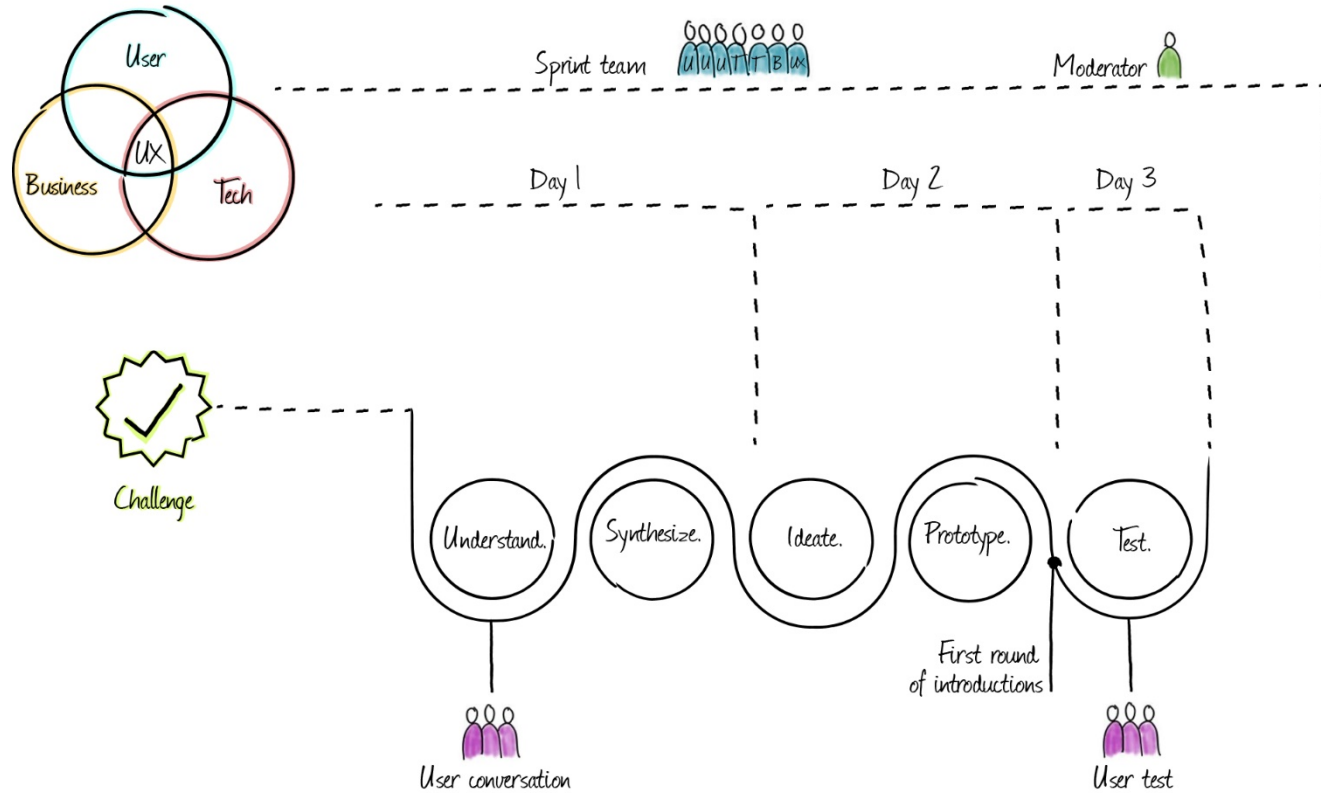 User
Business
UX
Tech
Sprint team
U U U T T B UX
Moderator
Day 1
Day 2
Day 3
Challenge
Understand.
Synthesize.
Ideate.
Prototype.
Test.
First round
of introductions
User conversation
User test